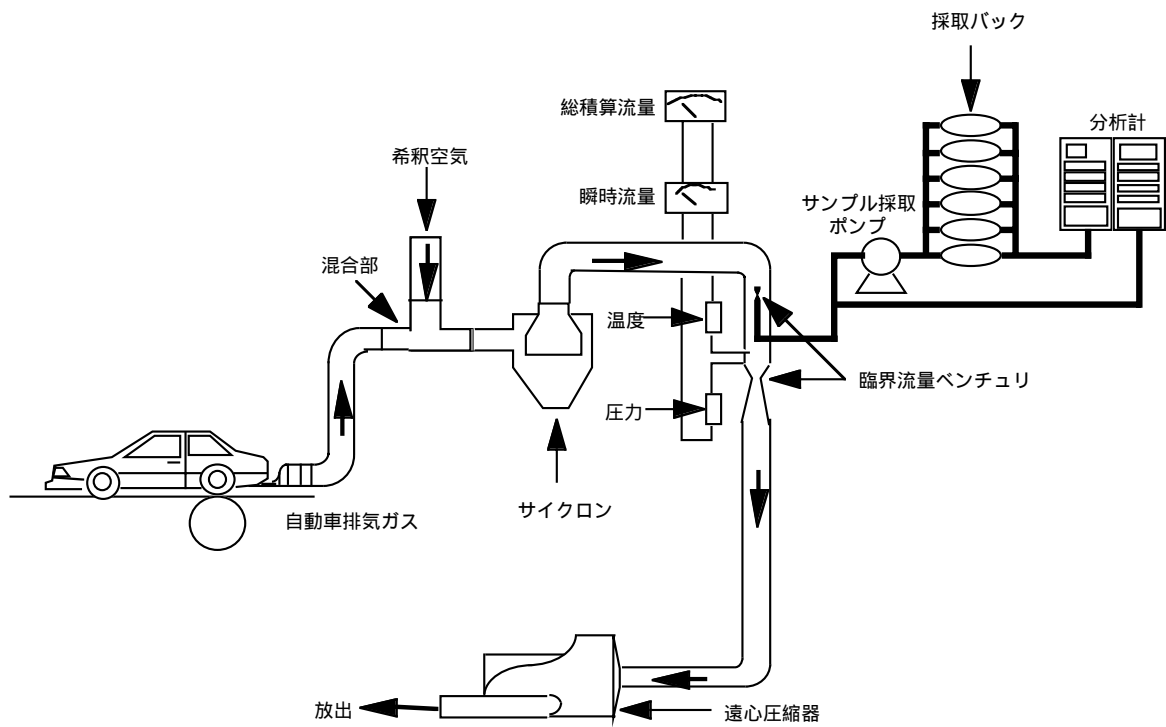 採取バック
総積算流量
分析計
希釈空気
瞬時流量
サンプル採取
ポンプ
混合部
温度
臨界流量ベンチュリ
圧力
サイクロン
自動車排気ガス
放出
遠心圧縮器